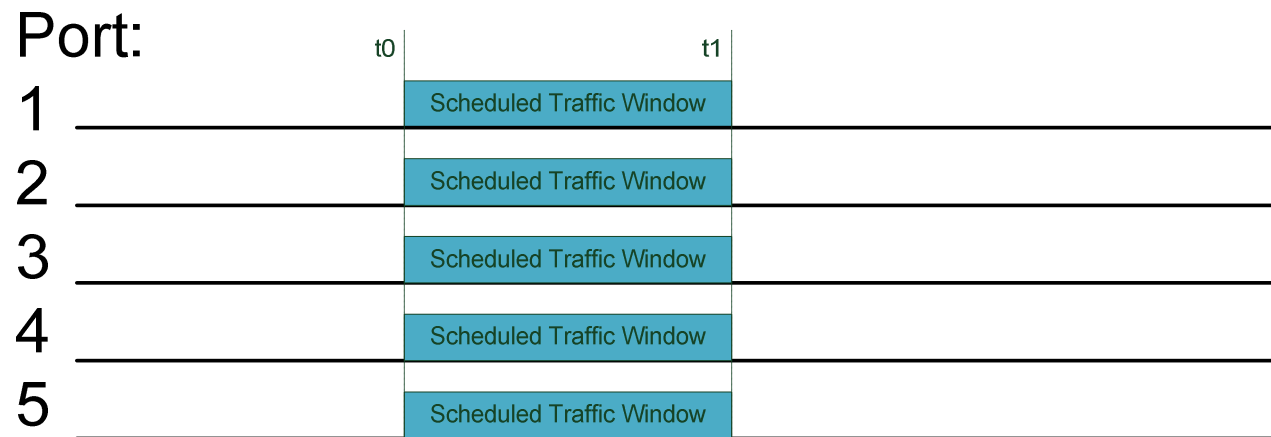 Port:
t0 t1
1 Scheduled Traffic Window
2 Scheduled Traffic Window
3 Scheduled Traffic Window
4 Scheduled Traffic Window
5 Scheduled Traffic Window